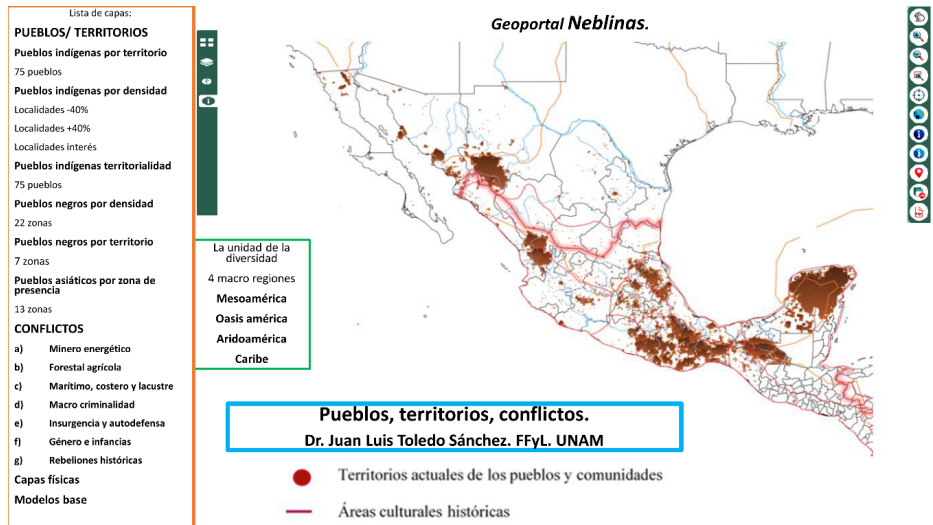 Lista de capas:
PUEBLOS/ TERRITORIOS
Pueblos indígenas por territorio
75 pueblos
Pueblos indígenas por densidad
Localidades -40%
Localidades +40%
Localidades interés
Pueblos indígenas territorialidad
75 pueblos
Pueblos negros por densidad
22 zonas
Pueblos negros por territorio
7 zonas
Pueblos asiáticos por zona de
presencia
13 zonas
CONFLICTOS
a) Minero energético
b) Forestal agrícola
c) Marítimo, costero y lacustre
d) Macro criminalidad
e) Insurgencia y autodefensa
f) Género e infancias
g) Rebeliones históricas
Capas físicas
Modelos base
Geoportal Neblinas.
La unidad de la
diversidad
4 macro regiones
Mesoamérica
Oasis américa
Aridoamérica
Caribe
Pueblos, territorios, conflictos.
Dr. Juan Luis Toledo Sánchez. FFyL. UNAM
Territorios actuales de los pueblos y comunidades
Áreas culturales históricas